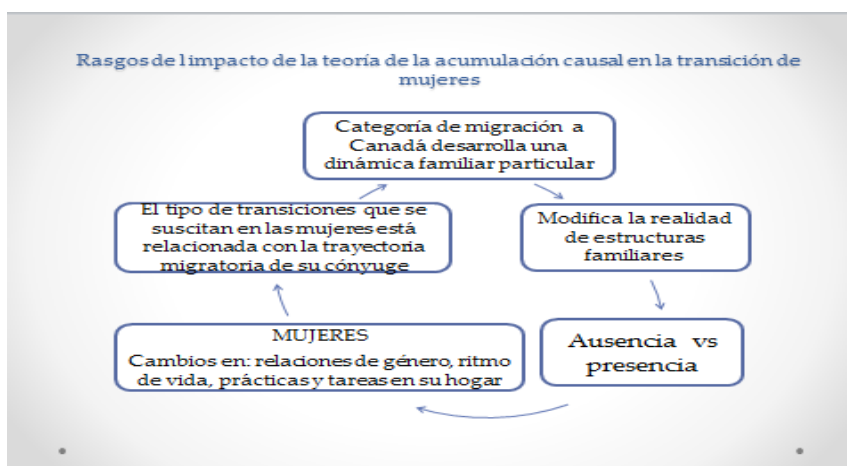 Rasgos de l impacto de la teoría de la acumulación causal en la transición de
mujeres
Categoría de migración a
Canadá desarrolla una
dinámica familiar particular
Modifica la realidad
de estructuras
familiares
Ausencia vs
presencia
MUJERES
Cambios en: relaciones de género, ritmo
de vida, prácticas y tareas en su hogar
El tipo de transiciones que se
suscitan en las mujeres está
relacionada con la trayectoria
migratoria de su cónyuge